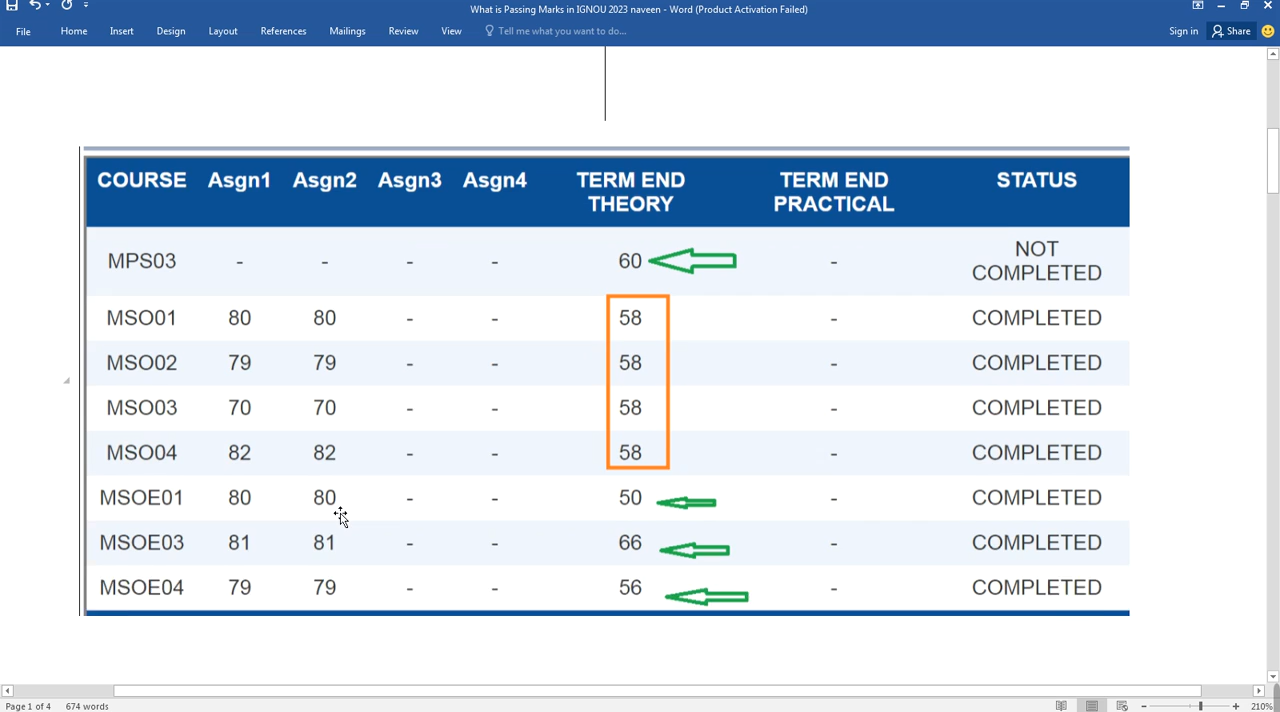 What is Passing Marks in IGNOU 2023 naveen - Word (Product Activation Failed)
File Home Insert Design Layout References Mailings Review View Tell me what you want to do... Sign in Share
COURSE Asgn1 Asgn2 Asgn3 Asgn4 TERM END THEORY TERM END PRACTICAL STATUS
MPS03 - - - - 60 - NOT COMPLETED
MSO01 80 80 - - 58 - COMPLETED
MSO02 79 79 - - 58 - COMPLETED
MSO03 70 70 - - 58 - COMPLETED
MSO04 82 82 - - 58 - COMPLETED
MSOE01 80 80 - - 50 - COMPLETED
MSOE03 81 81 - - 66 - COMPLETED
MSOE04 79 79 - - 56 - COMPLETED
Page 1 of 4 674 words 210%